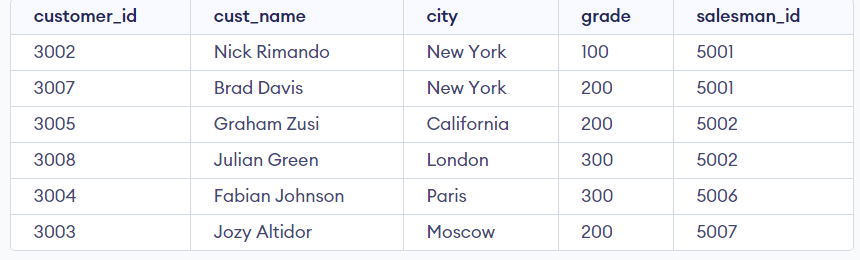 customer_id cust_name city grade salesman_id
3002 Nick Rimando New York 100 5001
3007 Brad Davis New York 200 5001
3005 Graham Zusi California 200 5002
3008 Julian Green London 300 5002
3004 Fabian Johnson Paris 300 5006
3003 Jozy Altidor Moscow 200 5007